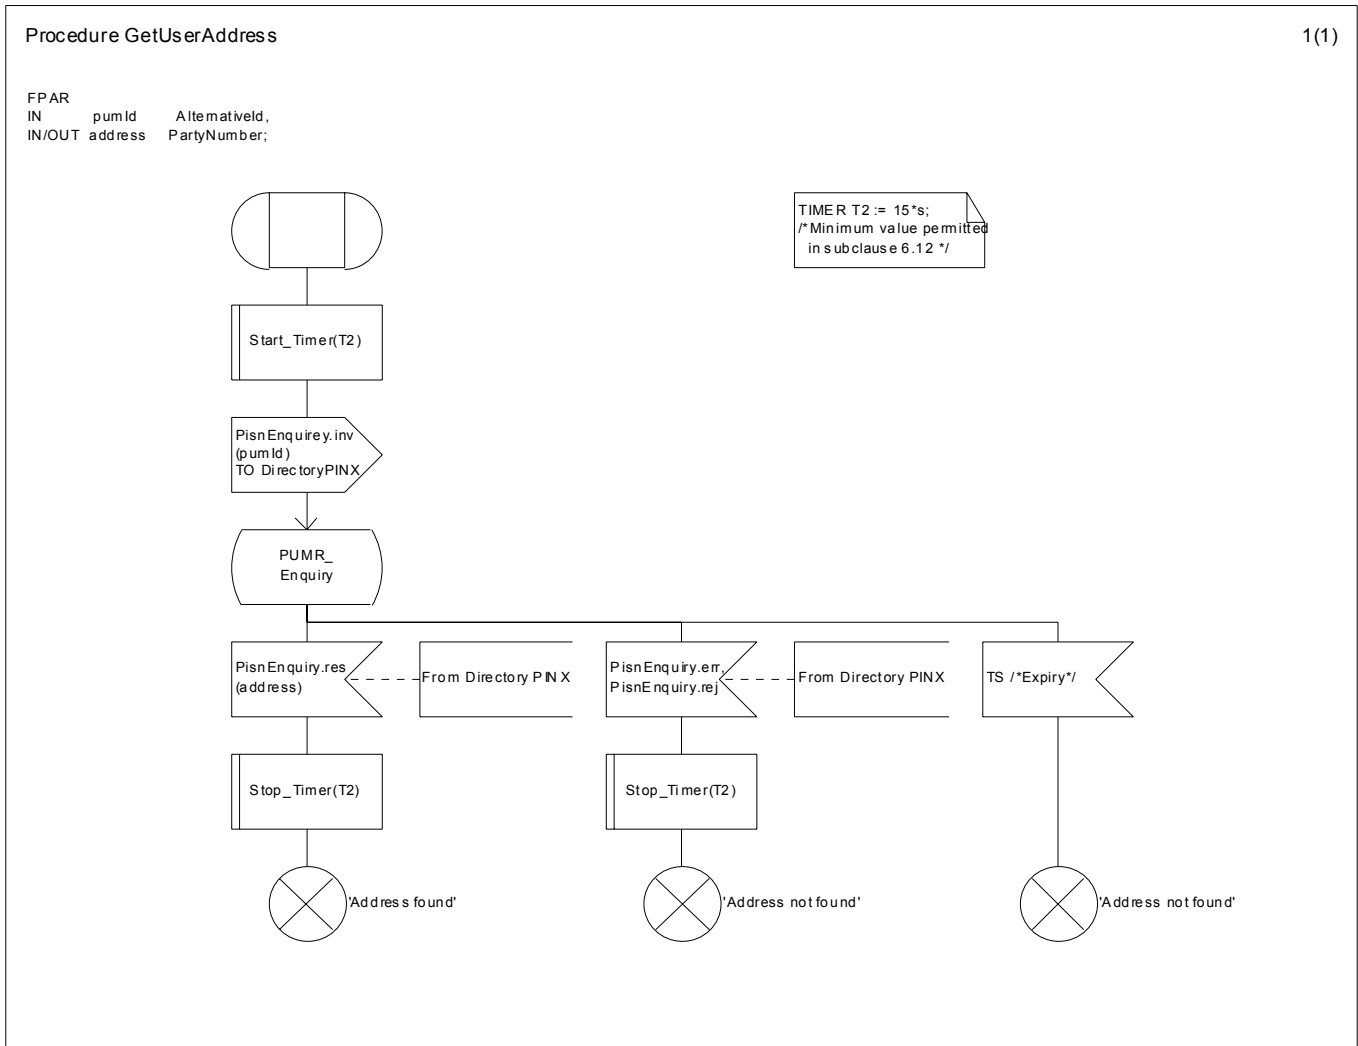 Procedure GetUserAddress
1(1)
FPAR
IN pumId AlternativeId,
IN/OUT address PartyNumber;
TIMER T2 := 15*s;
/*Minimum value permitted
in subclause 6.12 */
Start_Timer(T2)
PisnEnquirey.inv
(pumId)
TO DirectoryPINX
PUMR_
Enquiry
PisnEnquiry.res
(address)
From Directory PINX
PisnEnquiry.err,
PisnEnquiry.rej
From Directory PINX
TS /*Expiry*/
Stop_Timer(T2)
Stop_Timer(T2)
'Address found'
'Address not found'
'Address not found'